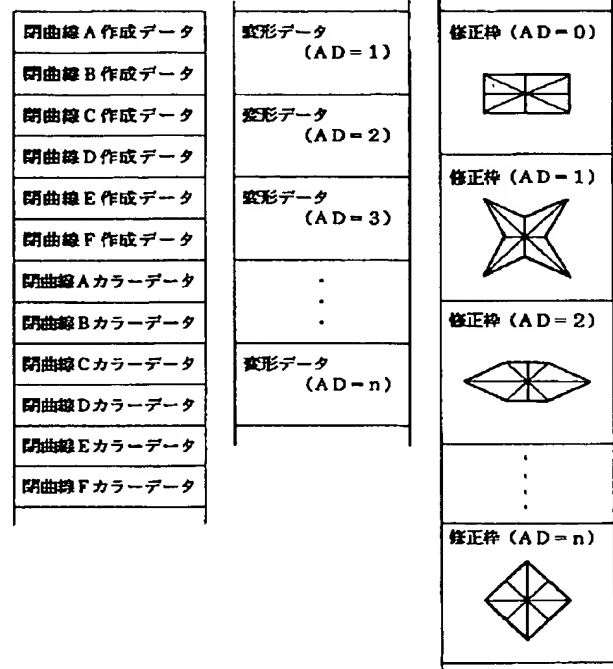 閉曲線A作成データ
閉曲線B作成データ
閉曲線C作成データ
閉曲線D作成データ
閉曲線E作成データ
閉曲線F作成データ
閉曲線Aカラーデータ
閉曲線Bカラーデータ
閉曲線Cカラーデータ
閉曲線Dカラーデータ
閉曲線Eカラーデータ
閉曲線Fカラーデータ
変形データ
(AD=1)
変形データ
(AD=2)
変形データ
(AD=3)
変形データ
(AD=n)
修正枠(AD=0)
修正枠(AD=1)
修正枠(AD=2)
修正枠(AD=n)